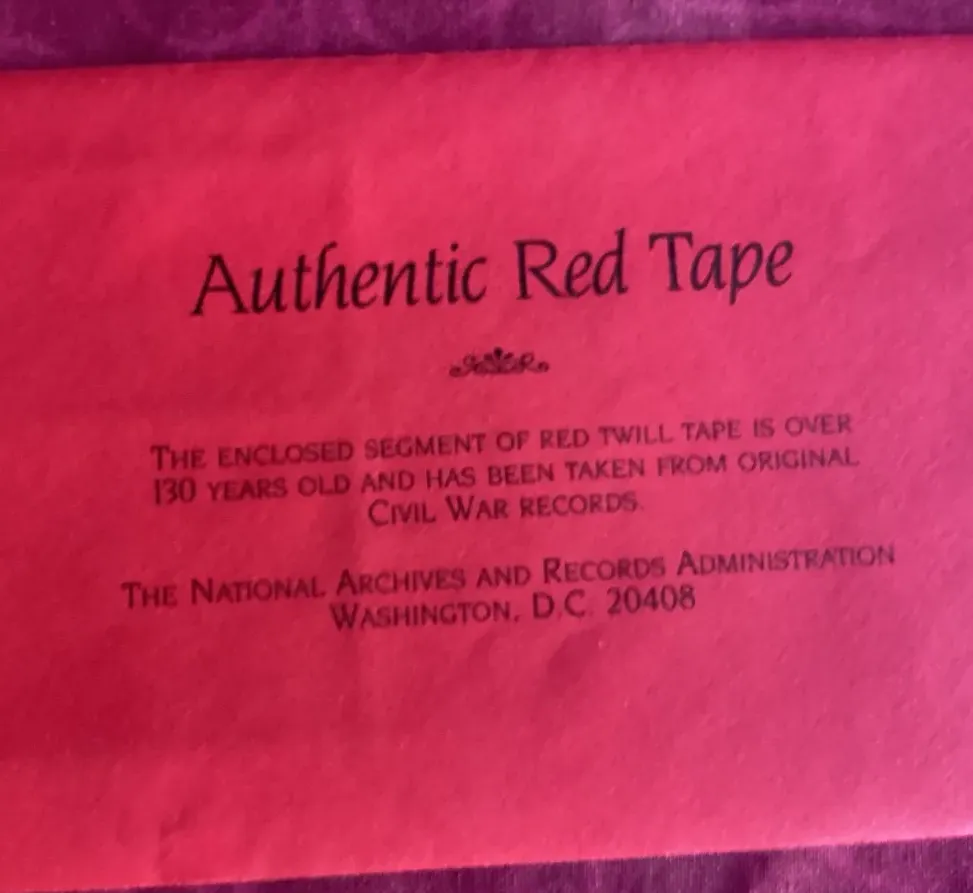 Authentic Red Tape
The enclosed segment of red twill tape is over
130 years old and has been taken from original
Civil War records.
The National Archives and Records Administration
Washington, D.C. 20408